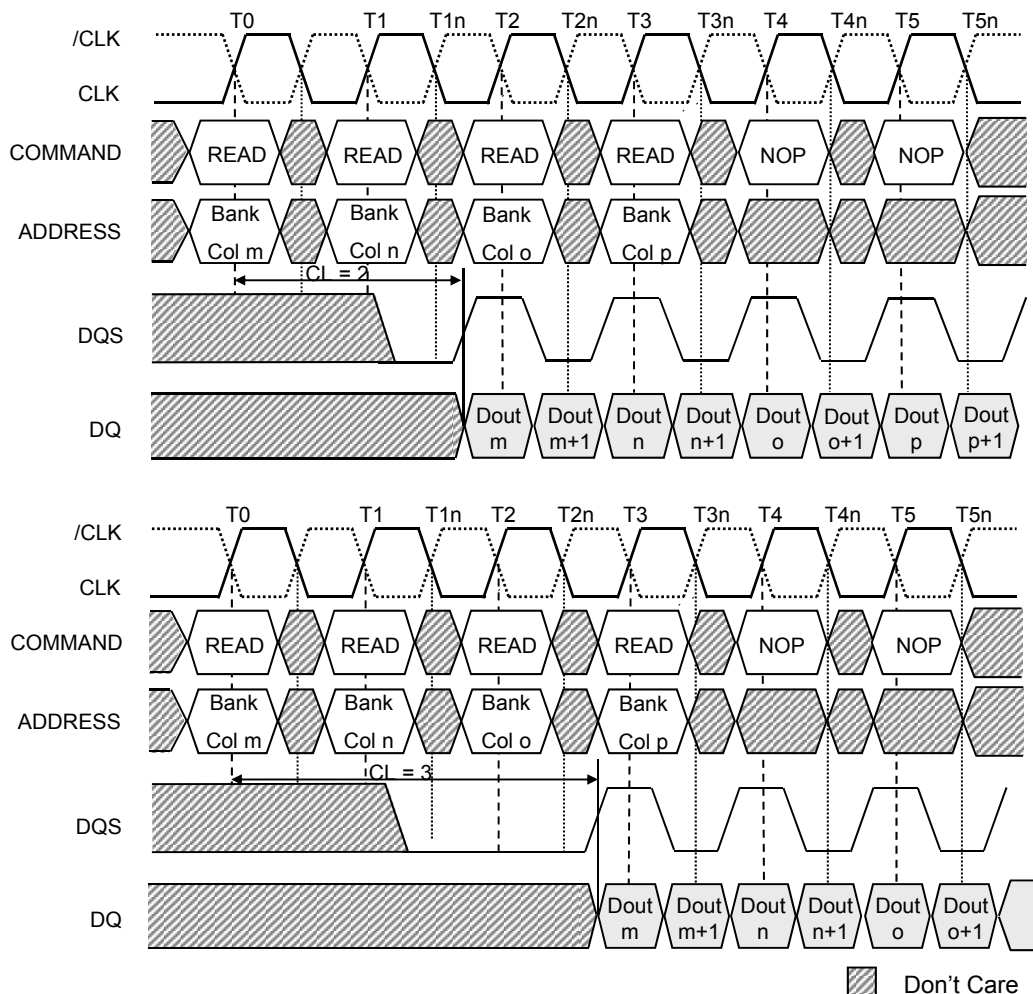 T0 T1 T1n T2 T2n T3 T3n T4 T4n T5 T5n
/CLK
CLK
COMMAND READ READ READ READ NOP NOP
ADDRESS Bank Bank Bank Bank
Col m Col n Col o Col p
CL = 2
DQS
DQ
Dout Dout Dout Dout Dout Dout Dout Dout
m m+1 n n+1 o o+1 p p+1
T0 T1 T1n T2 T2n T3 T3n T4 T4n T5 T5n
/CLK
CLK
COMMAND READ READ READ READ NOP NOP
ADDRESS Bank Bank Bank Bank
Col m Col n Col o Col p
CL = 3
DQS
DQ
Dout Dout Dout Dout Dout Dout
m m+1 n n+1 o o+1
Don't Care